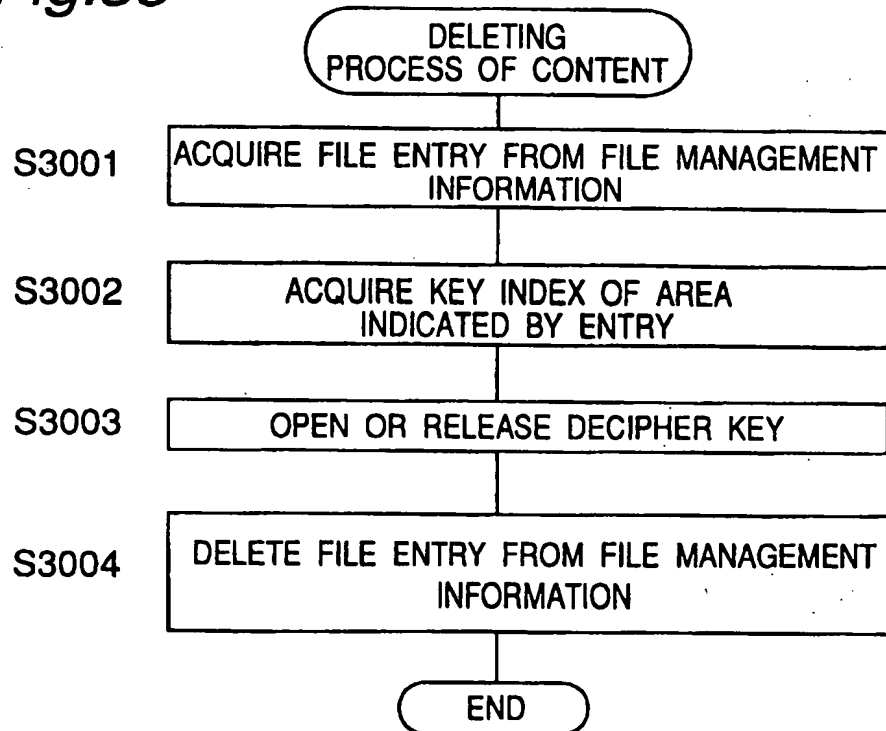 DELETING
PROCESS OF CONTENT
S3001
ACQUIRE FILE ENTRY FROM FILE MANAGEMENT
INFORMATION
S3002
ACQUIRE KEY INDEX OF AREA
INDICATED BY ENTRY
S3003
OPEN OR RELEASE DECIPHER KEY
S3004
DELETE FILE ENTRY FROM FILE MANAGEMENT
INFORMATION
END